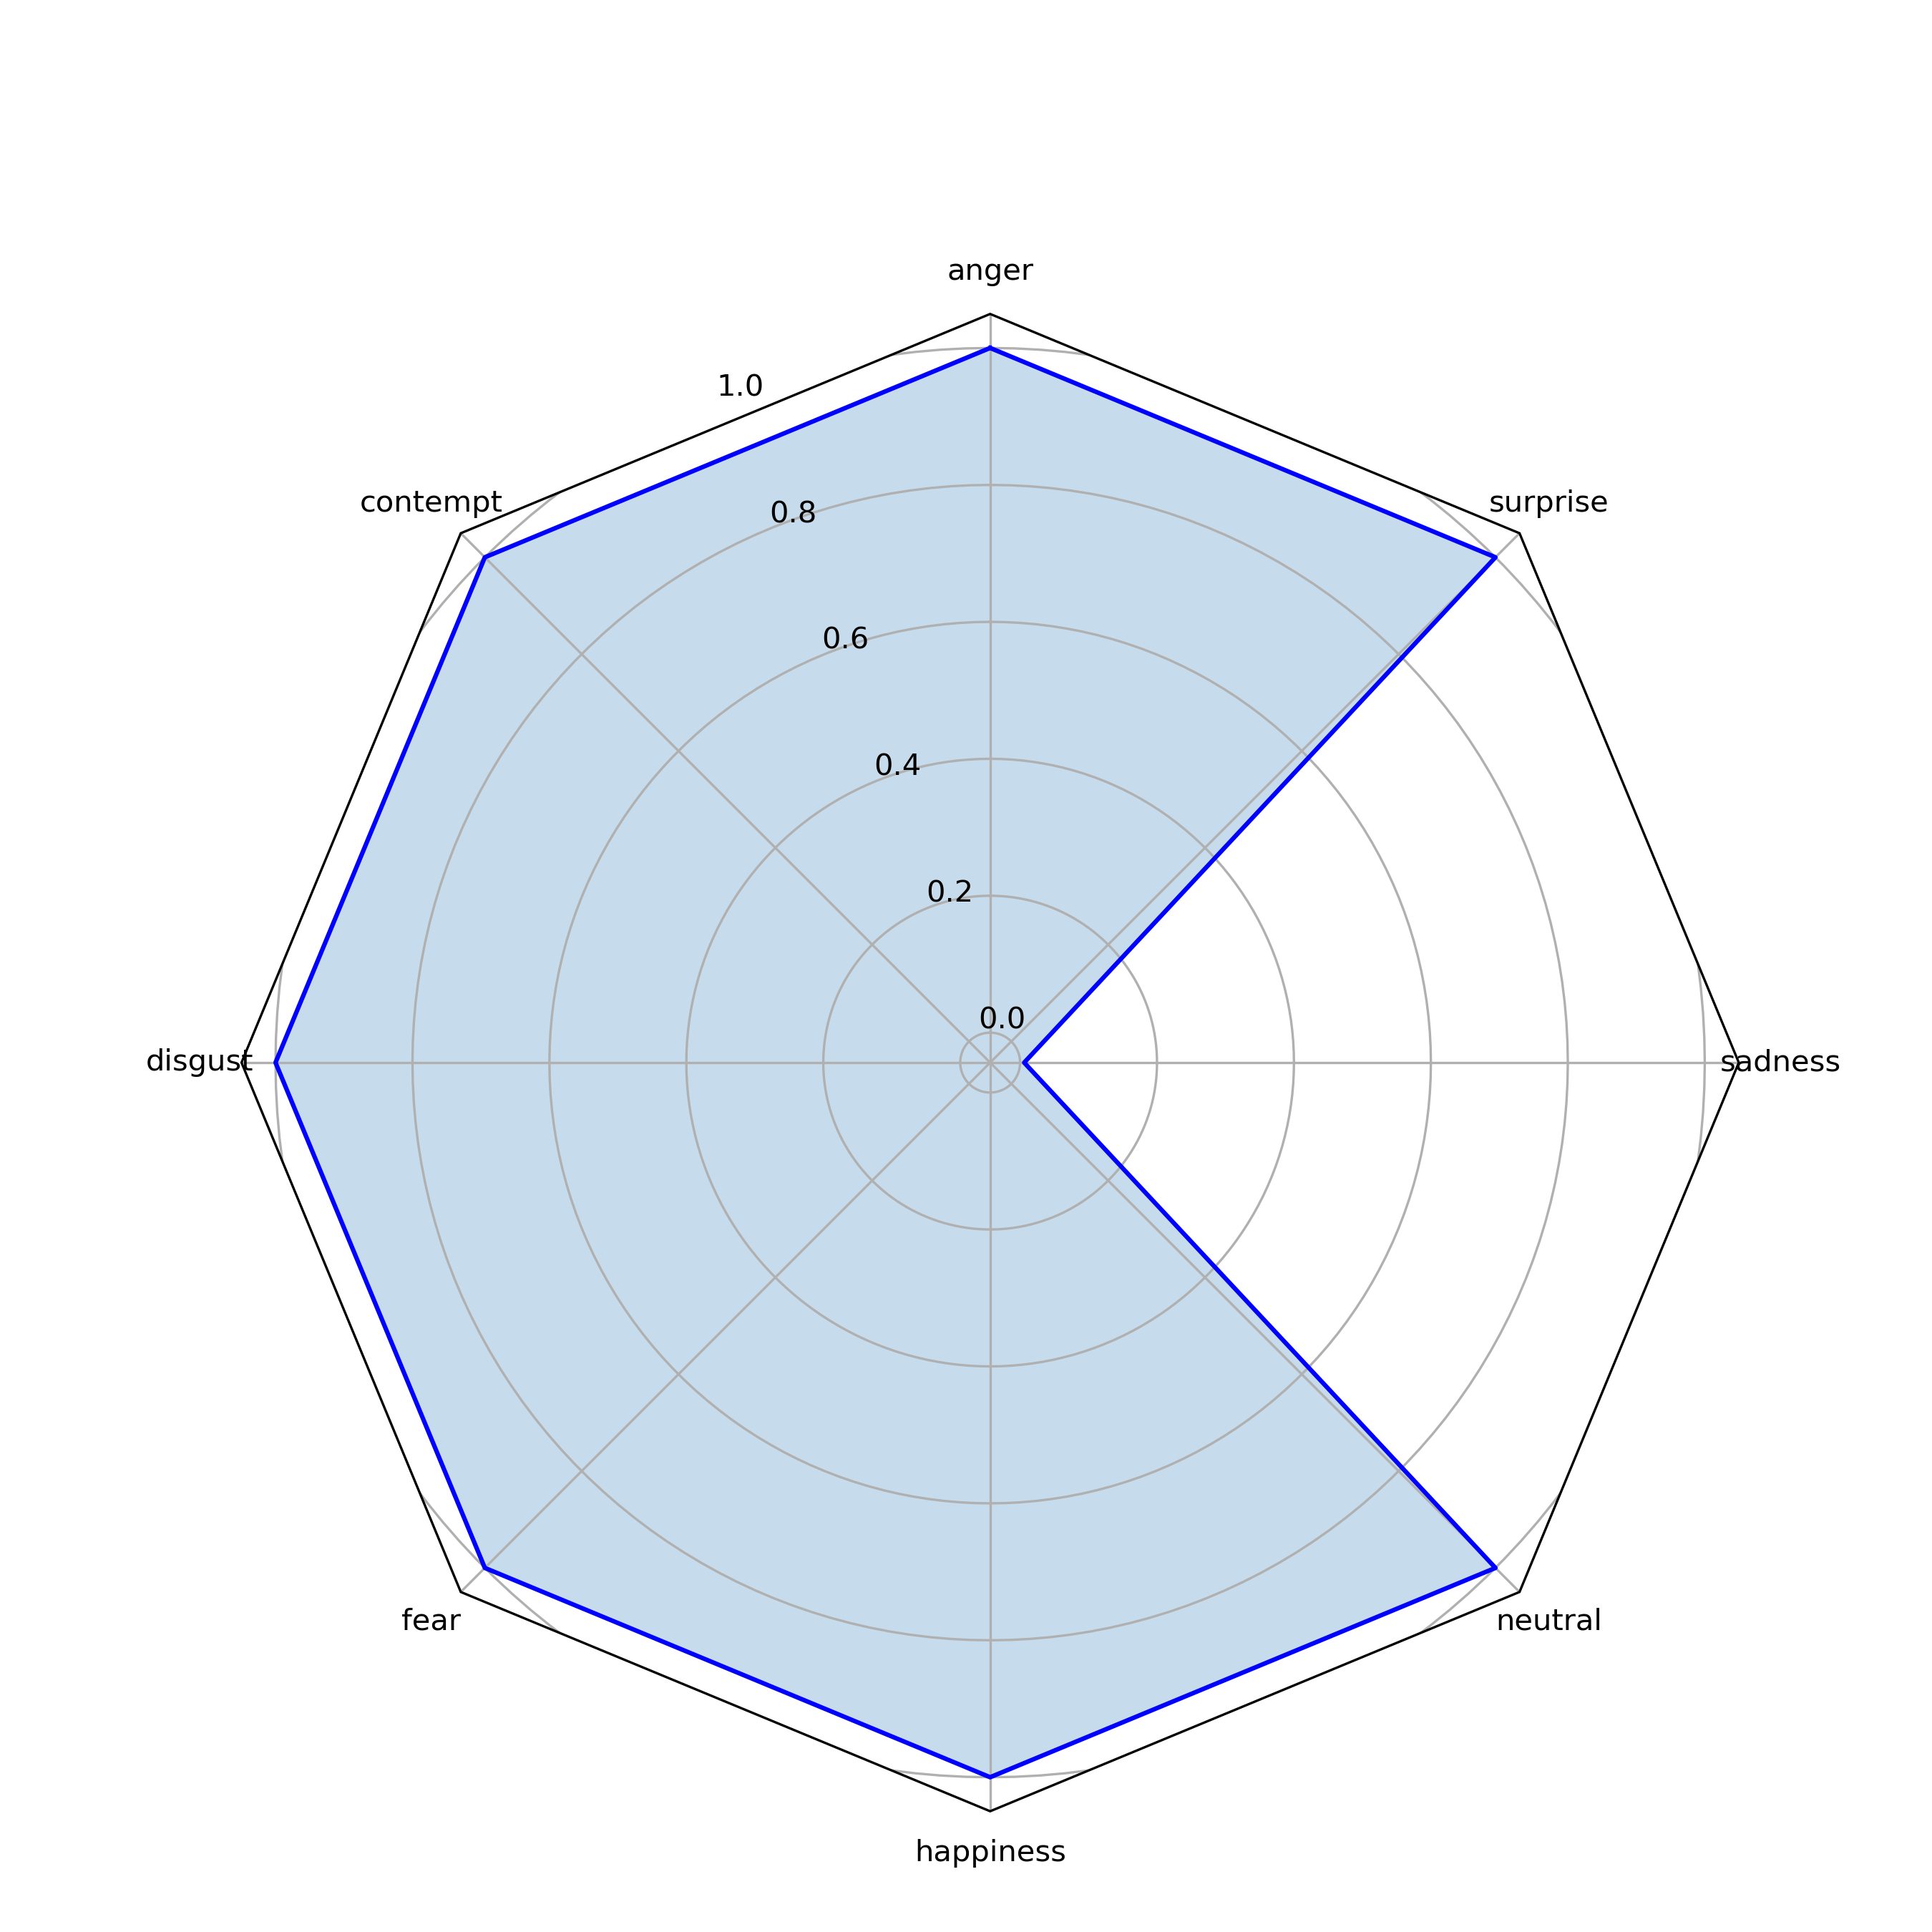 anger
1.0
contempt
surprise
0.8
0.6
0.4
0.2
0.0
disgust
sadness
fear
neutral
happiness